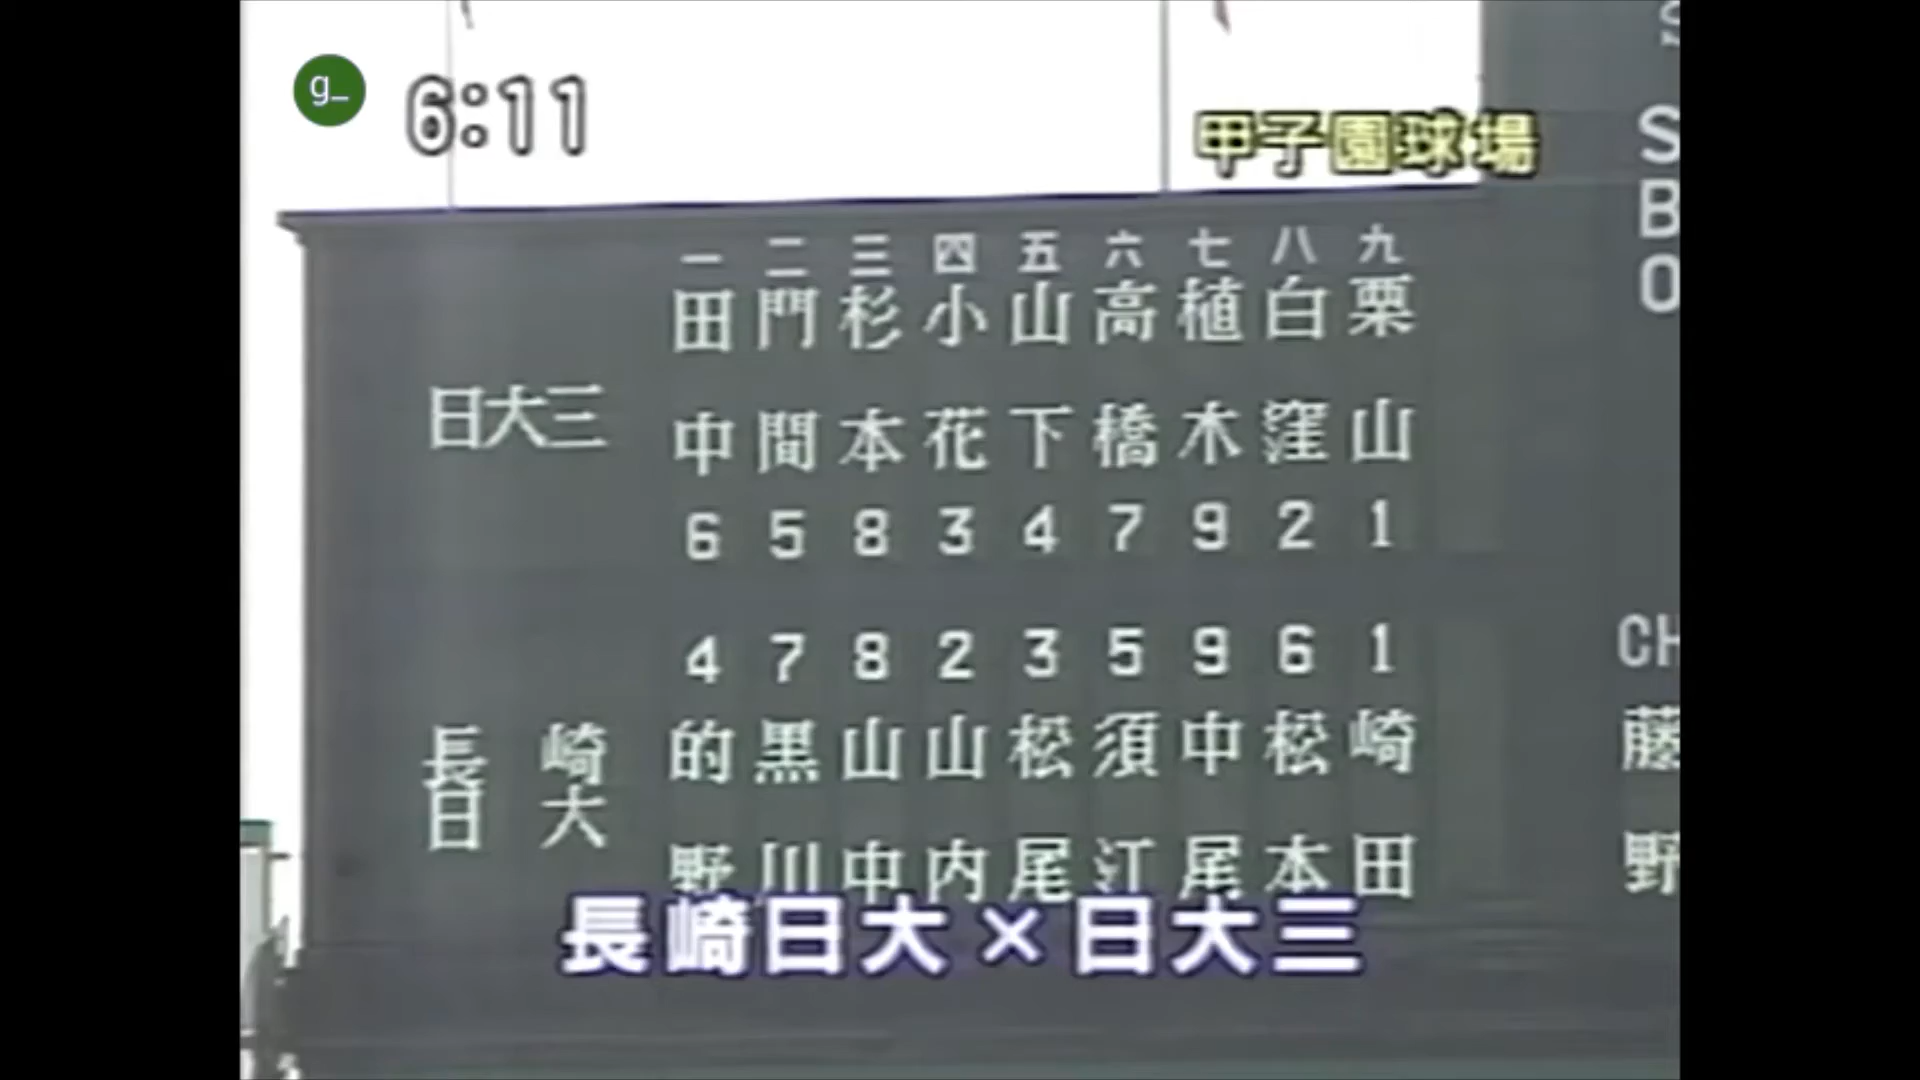 g_
6:11
甲子園球場
S
B
O
一 二 三 四 五 六 七 八 九
日大三
田中 門間 杉本 小花 山下 高橋 植木 白窪 栗山
6 5 8 3 4 7 9 2 1
4 7 8 2 3 5 9 6 1
長崎日大
的野 黒川 山中 山内 松尾 須江 中尾 松本 崎田
CH
藤
野
長崎日大×日大三